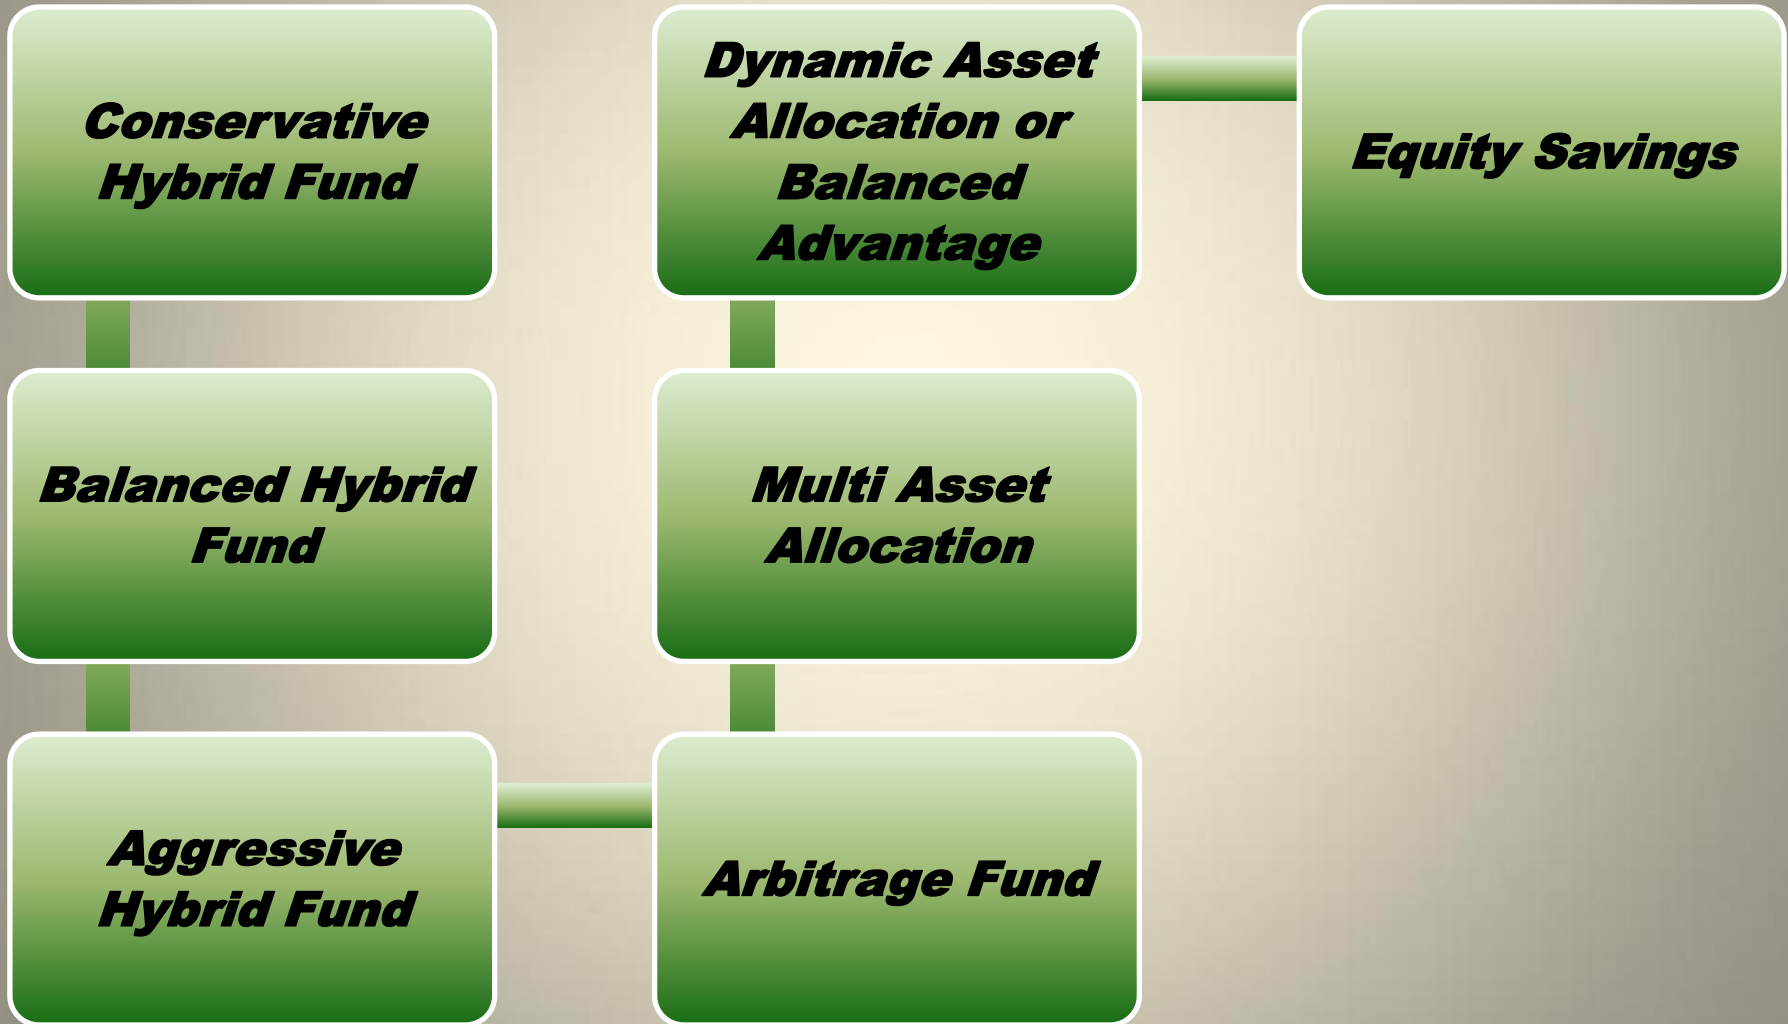 Conservative
Hybrid Fund
Balanced Hybrid
Fund
Aggressive
Hybrid Fund
Arbitrage Fund
Multi Asset
Allocation
Dynamic Asset
Allocation or
Balanced
Advantage
Equity Savings